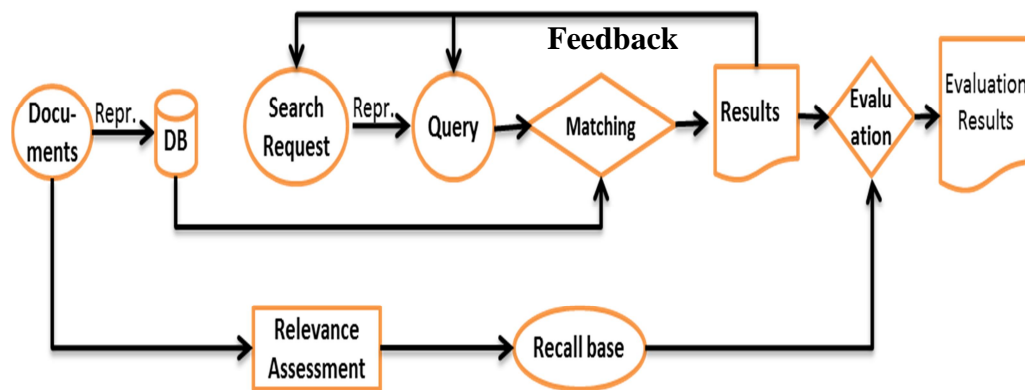 Feedback
Docu-
ments
Repr.
DB
Search
Request
Repr.
Query
Matching
Results
Evalu
ation
Evaluation
Results
Relevance
Assessment
Recall base